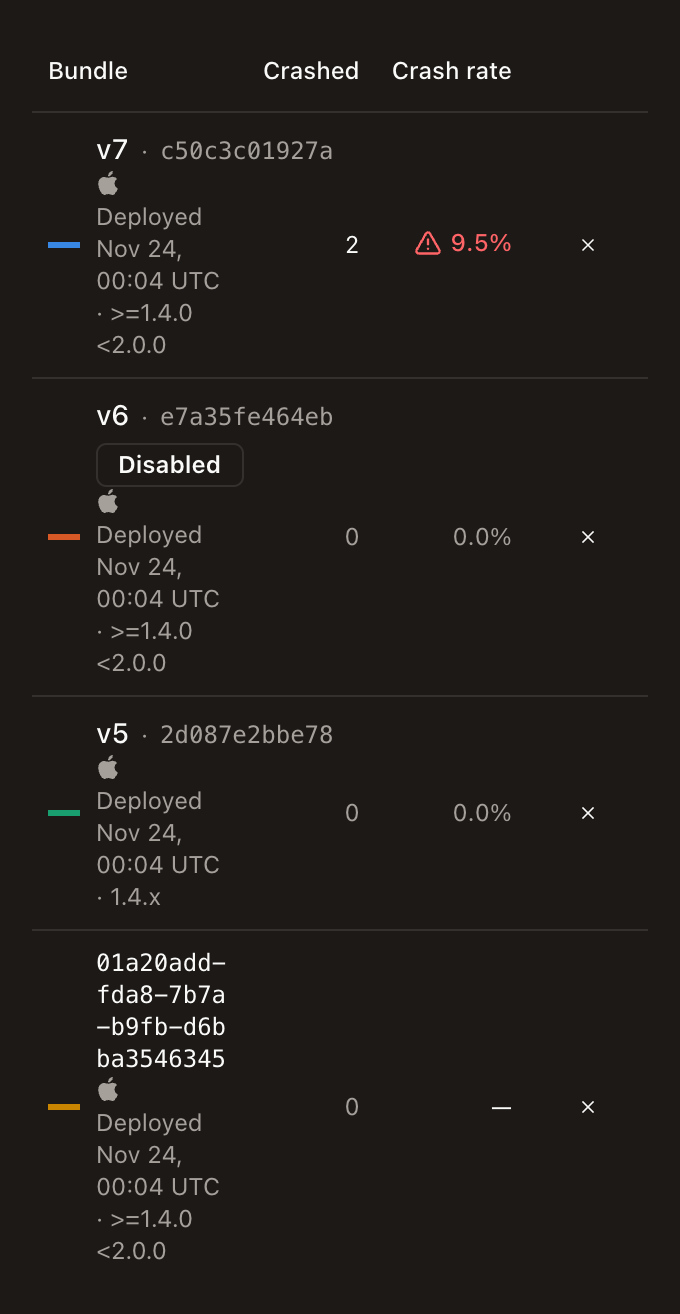 Bundle Crashed Crash rate
v7 · c50c3c01927a
Deployed
Nov 24,
00:04 UTC
· >=1.4.0
<2.0.0
2 9.5% ×
v6 · e7a35fe464eb
Disabled
Deployed
Nov 24,
00:04 UTC
· >=1.4.0
<2.0.0
0 0.0% ×
v5 · 2d087e2bbe78
Deployed
Nov 24,
00:04 UTC
· 1.4.x
0 0.0% ×
01a20add-
fda8-7b7a
-b9fb-d6b
ba3546345
Deployed
Nov 24,
00:04 UTC
· >=1.4.0
<2.0.0
0 — ×